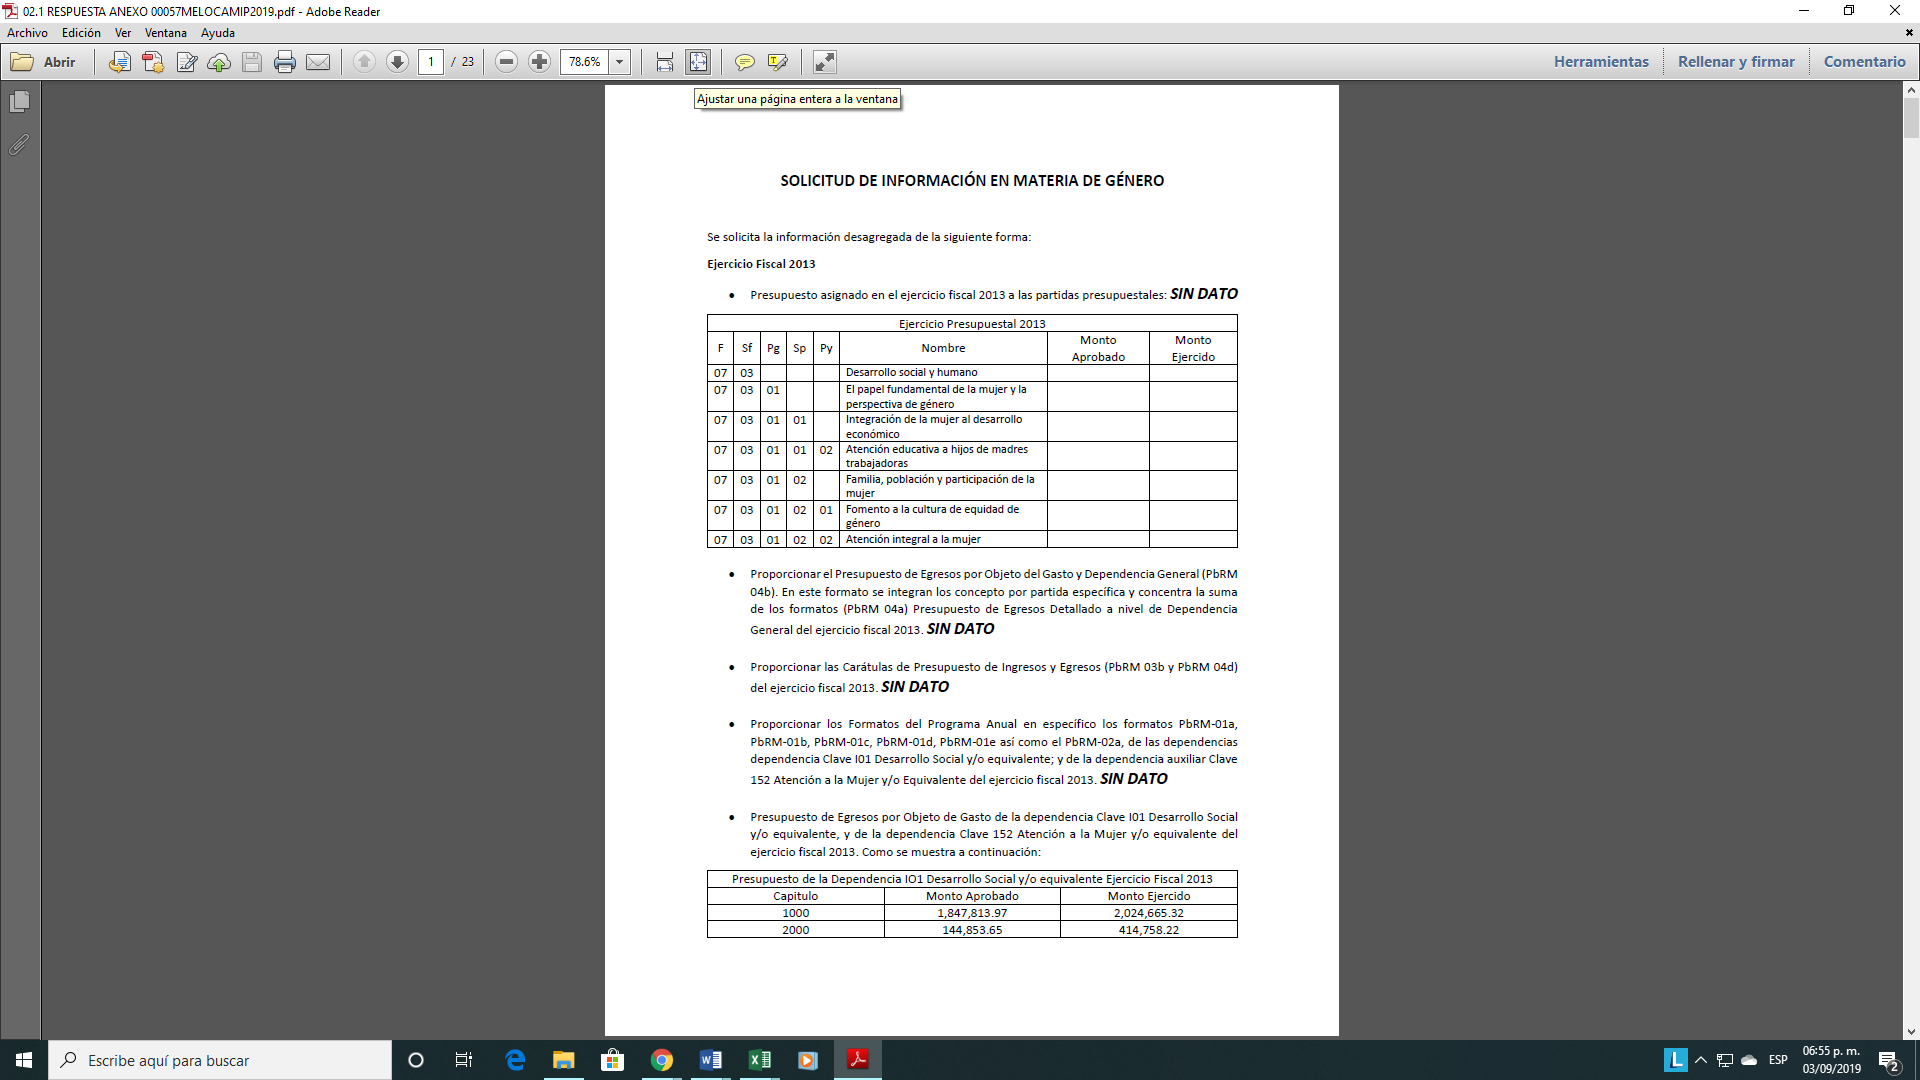 02.1 RESPUESTA ANEXO 00057MELOCAMIP2019.pdf - Adobe Reader
Archivo Edición Ver Ventana Ayuda
Abrir 1 / 23 78.6% Herramientas Rellenar y firmar Comentario
Ajustar una página entera a la ventana
SOLICITUD DE INFORMACIÓN EN MATERIA DE GÉNERO
Se solicita la información desagregada de la siguiente forma:
Ejercicio Fiscal 2013
• Presupuesto asignado en el ejercicio fiscal 2013 a las partidas presupuestales: SIN DATO
Ejercicio Presupuestal 2013
F Sf Pg Sp Py Nombre Monto Aprobado Monto Ejercido
07 03 Desarrollo social y humano
07 03 01 El papel fundamental de la mujer y la
perspectiva de género
07 03 01 01 Integración de la mujer al desarrollo
económico
07 03 01 01 02 Atención educativa a hijos de madres
trabajadoras
07 03 01 02 Familia, población y participación de la
mujer
07 03 01 02 01 Fomento a la cultura de equidad de
género
07 03 01 02 02 Atención integral a la mujer
• Proporcionar el Presupuesto de Egresos por Objeto del Gasto y Dependencia General (PbRM
04b). En este formato se integran los concepto por partida específica y concentra la suma
de los formatos (PbRM 04a) Presupuesto de Egresos Detallado a nivel de Dependencia
General del ejercicio fiscal 2013. SIN DATO
• Proporcionar las Carátulas de Presupuesto de Ingresos y Egresos (PbRM 03b y PbRM 04d)
del ejercicio fiscal 2013. SIN DATO
• Proporcionar los Formatos del Programa Anual en específico los formatos PbRM-01a,
PbRM-01b, PbRM-01c, PbRM-01d, PbRM-01e así como el PbRM-02a, de las dependencias
dependencia Clave I01 Desarrollo Social y/o equivalente; y de la dependencia auxiliar Clave
152 Atención a la Mujer y/o Equivalente del ejercicio fiscal 2013. SIN DATO
• Presupuesto de Egresos por Objeto de Gasto de la dependencia Clave I01 Desarrollo Social
y/o equivalente, y de la dependencia Clave 152 Atención a la Mujer y/o equivalente del
ejercicio fiscal 2013. Como se muestra a continuación:
Presupuesto de la Dependencia IO1 Desarrollo Social y/o equivalente Ejercicio Fiscal 2013
Capitulo Monto Aprobado Monto Ejercido
1000 1,847,813.97 2,024,665.32
2000 144,853.65 414,758.22
Escribe aquí para buscar
L ESP 06:55 p. m.
03/09/2019 2